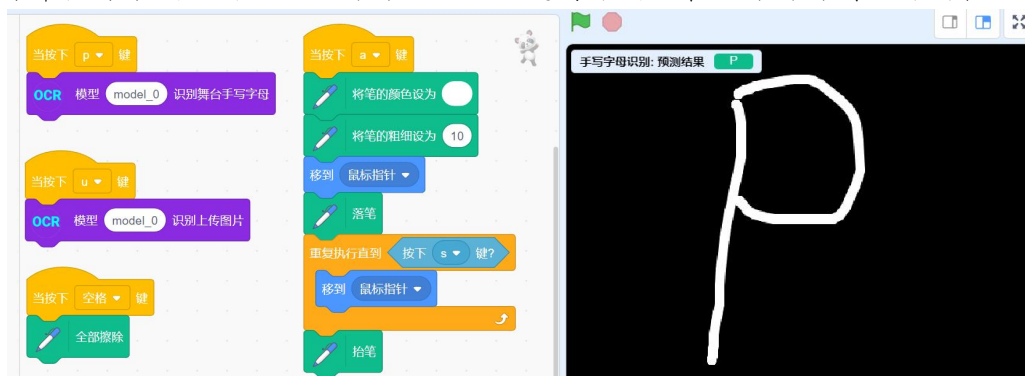 当按下 p 键
OCR 模型 model_0 识别舞台手写字母
当按下 u 键
OCR 模型 model_0 识别上传图片
当按下 空格 键
全部擦除
当按下 a 键
将笔的颜色设为
将笔的粗细设为 10
移到 鼠标指针
落笔
重复执行直到 按下 s 键?
移到 鼠标指针
抬笔
手写字母识别: 预测结果 P
P